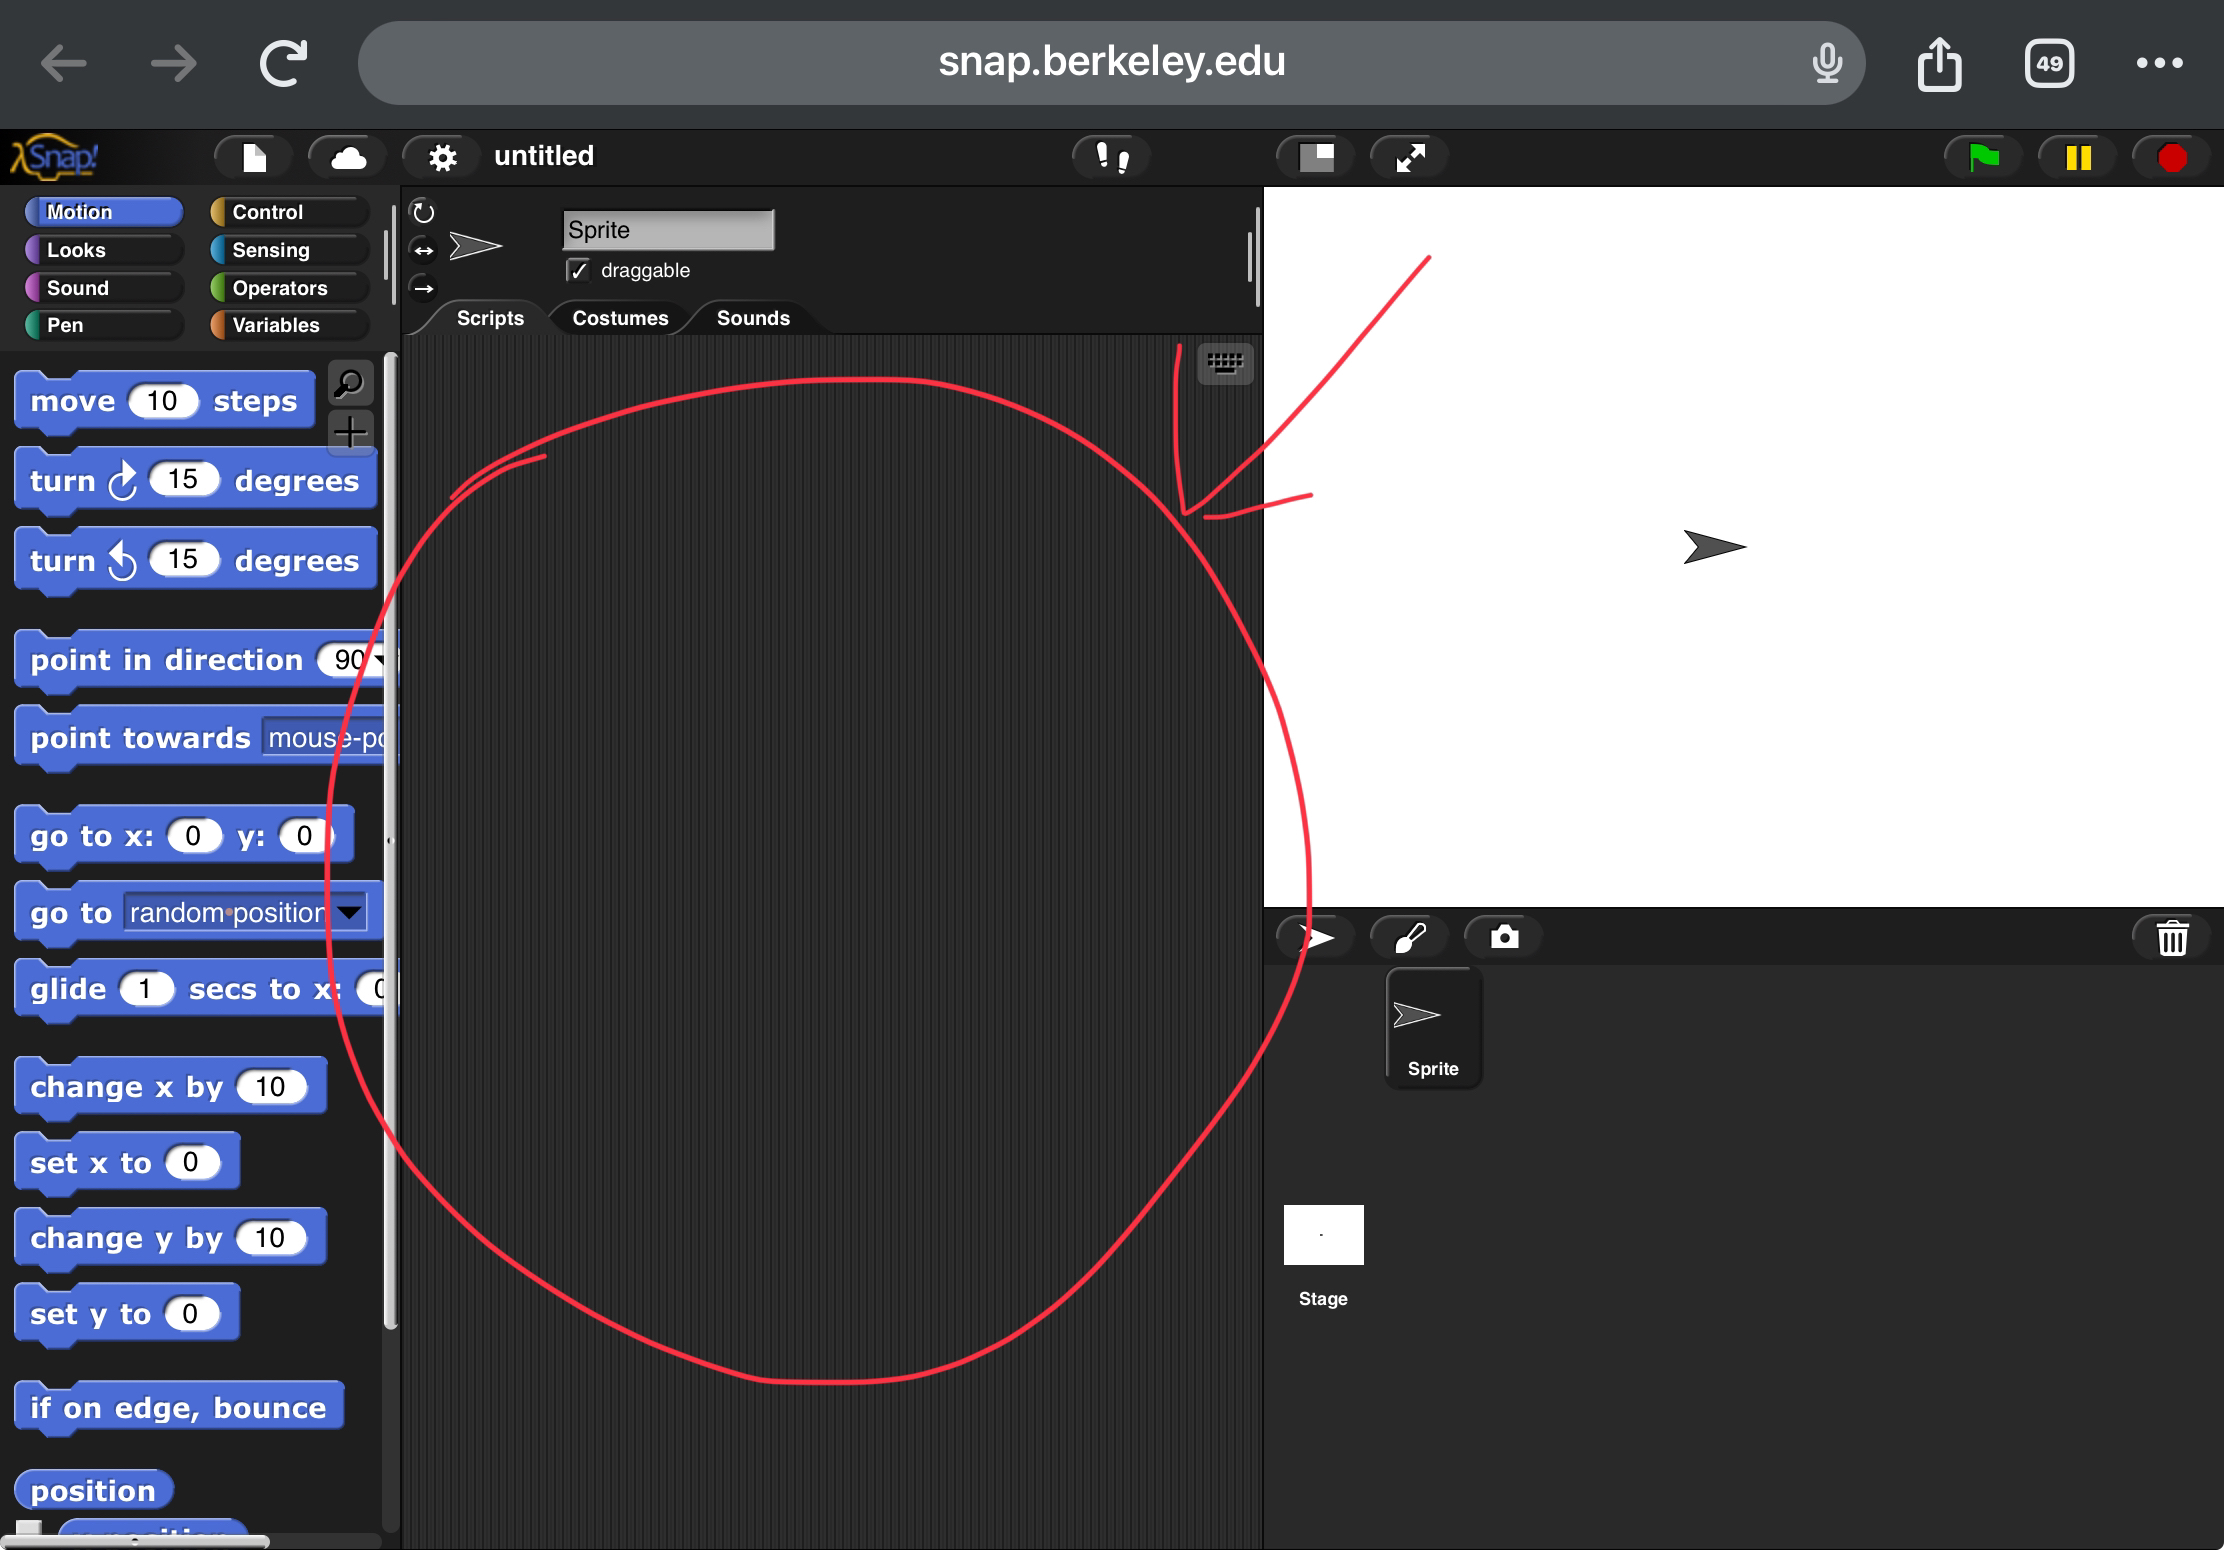 snap.berkeley.edu
49
Snap!
untitled
Motion
Control
Looks
Sensing
Sound
Operators
Pen
Variables
Sprite
draggable
Scripts
Costumes
Sounds
move 10 steps
turn 15 degrees
turn 15 degrees
point in direction 90
point towards mouse-po
go to x: 0 y: 0
go to random position
glide 1 secs to x: 0
change x by 10
set x to 0
change y by 10
set y to 0
if on edge, bounce
position
Sprite
Stage